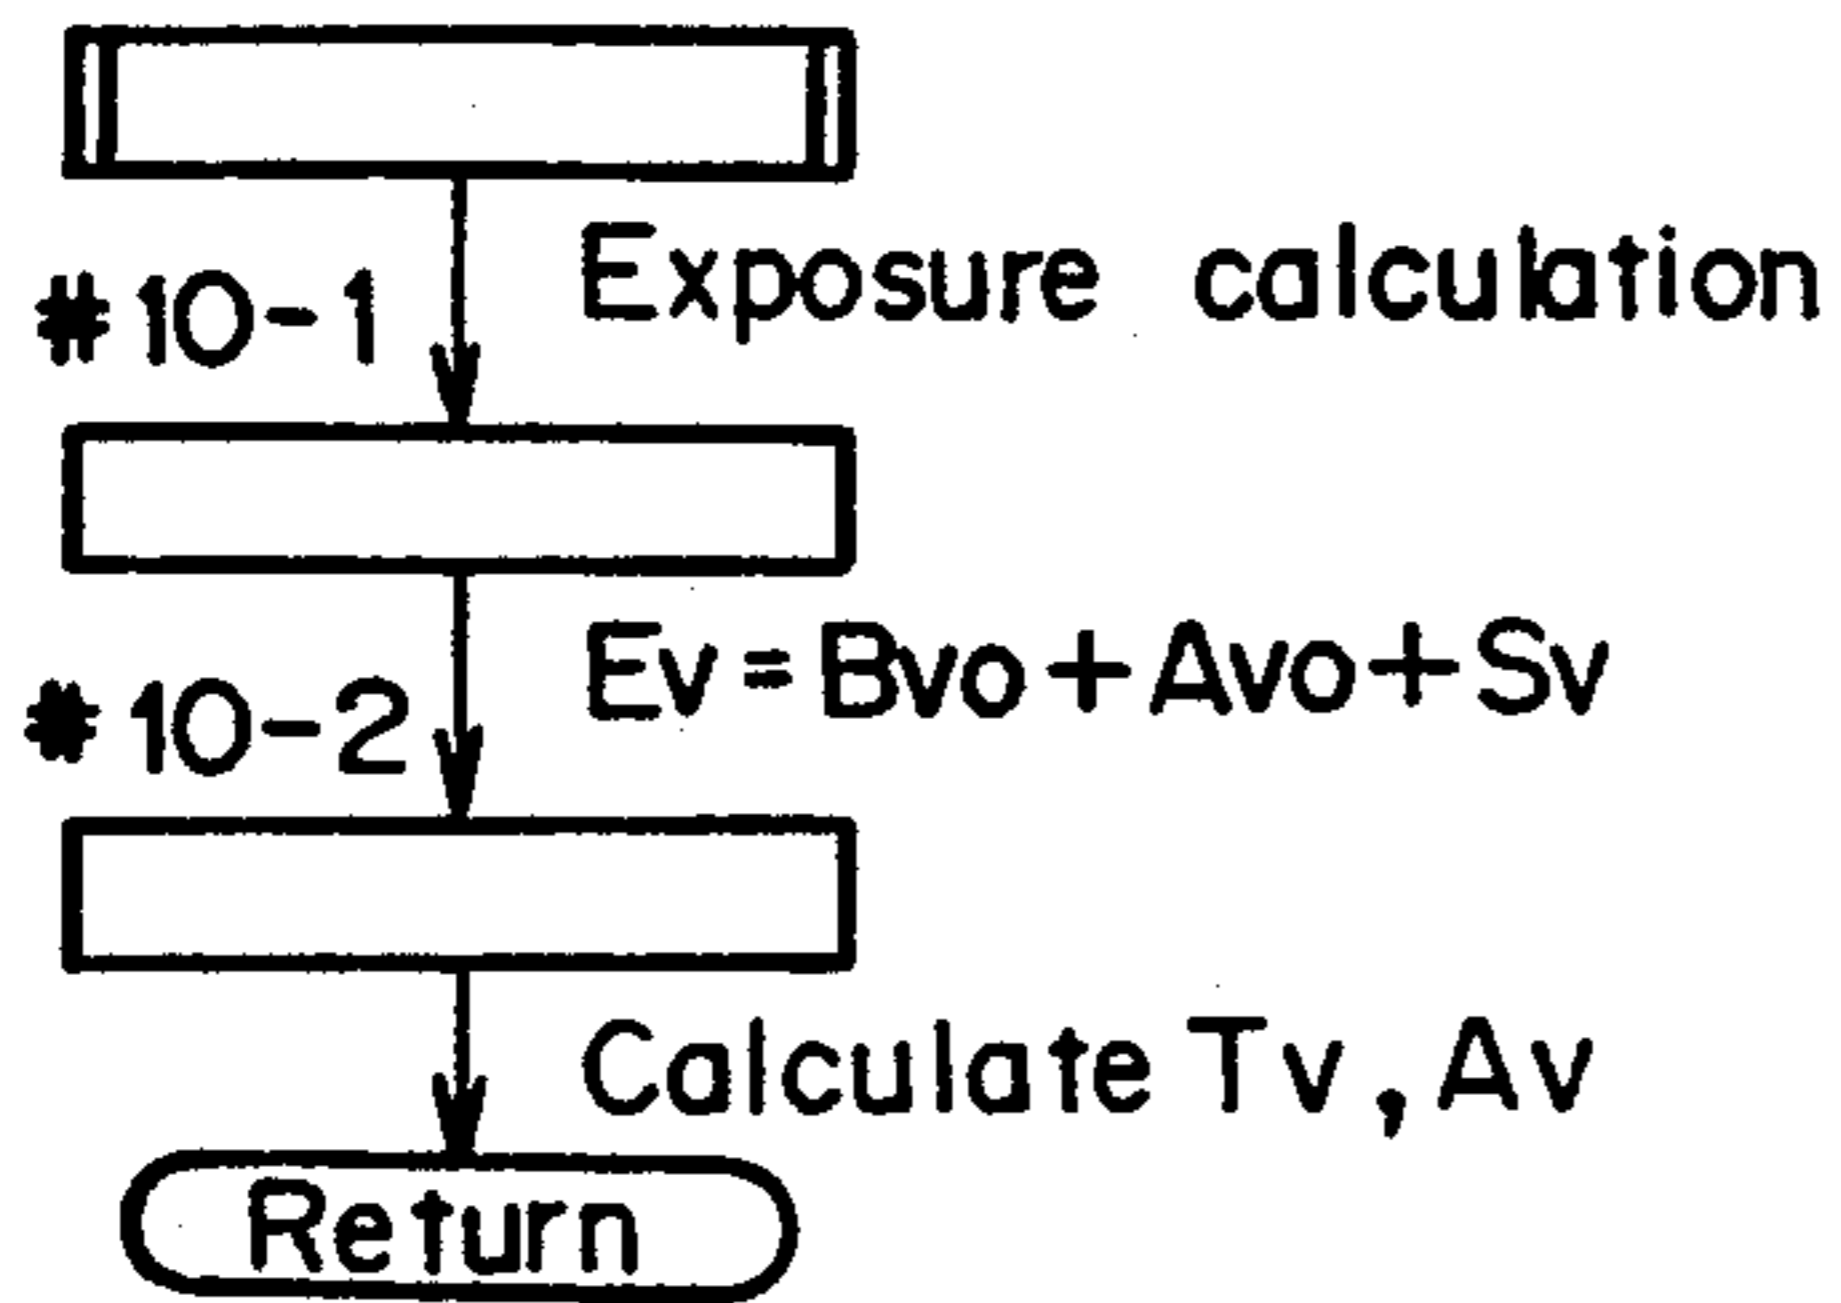 Exposure calculation
#10-1
Ev=Bvo+Avo+Sv
#10-2
Calculate Tv,Av
Return